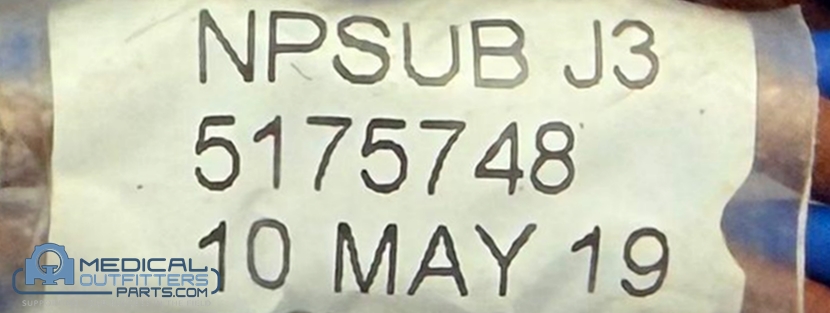 NPSUB J3
5175748
10 MAY 19
MEDICAL
OUTFITTERS
PARTS.COM